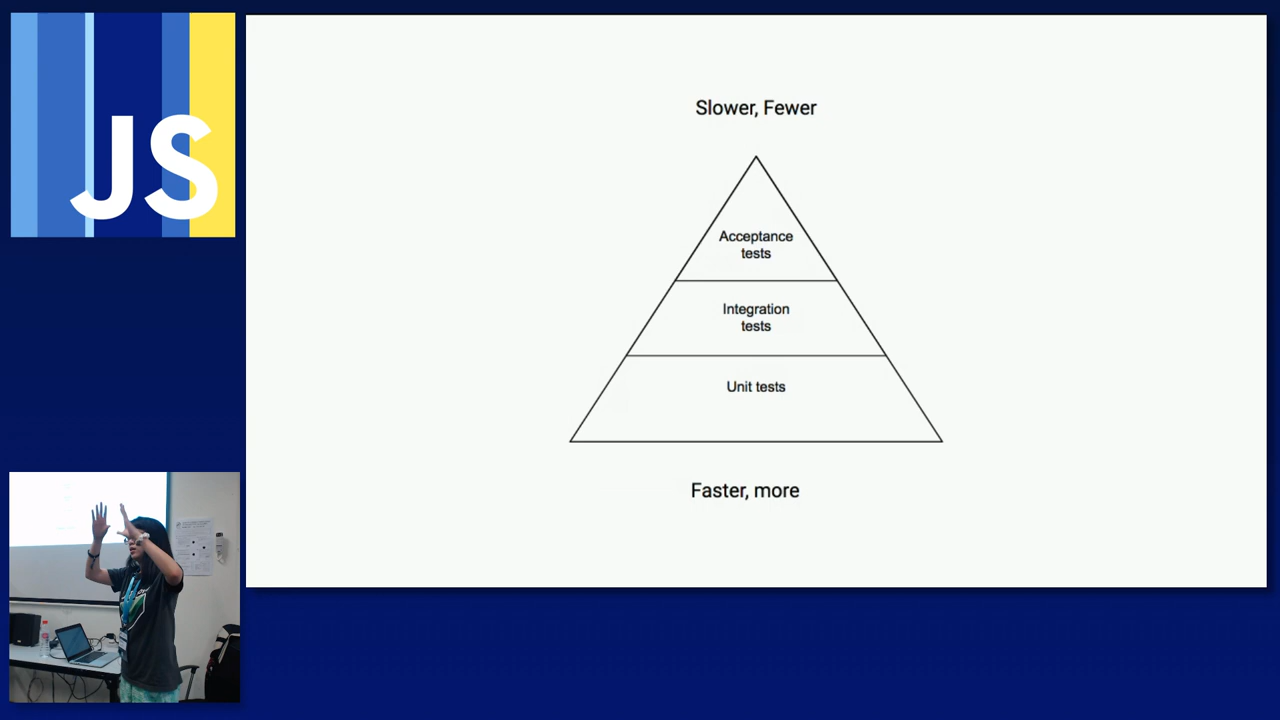 JS
Slower, Fewer
Acceptance
tests
Integration
tests
Unit tests
Faster, more